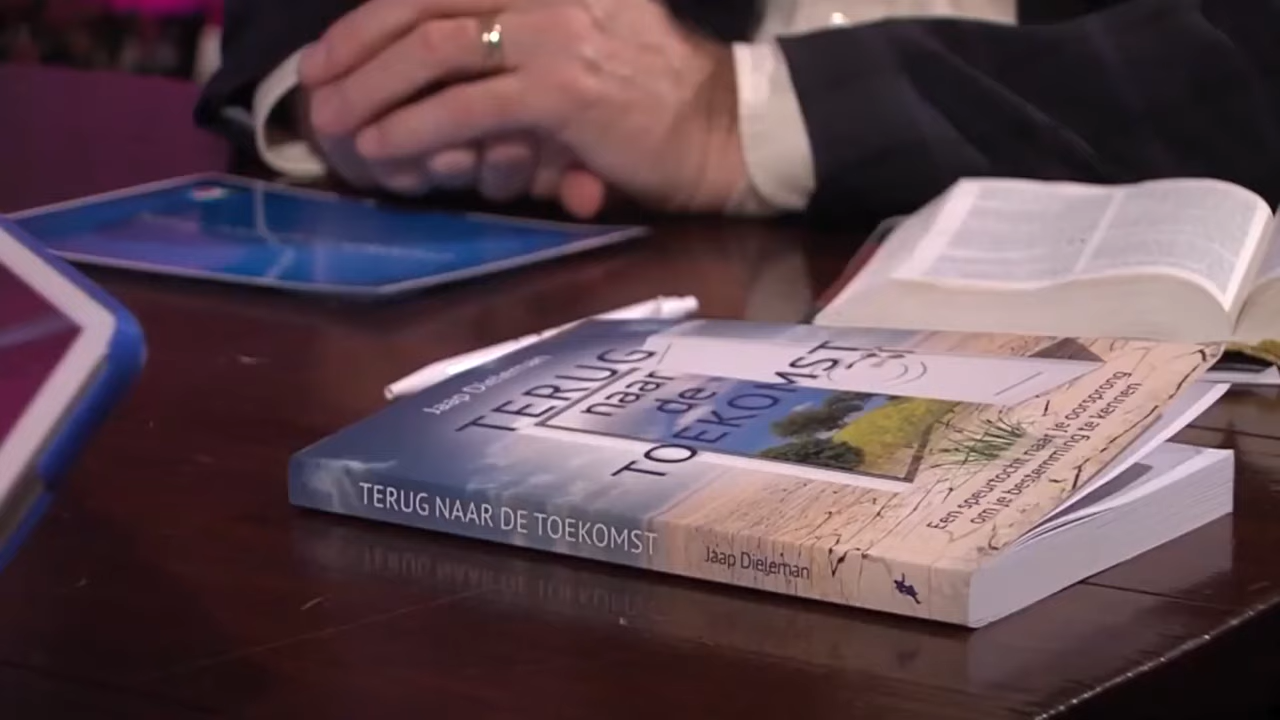 Jaap Dieleman
TERUG
naar
de
TOEKOMST
Een speurtocht naar je oorsprong
om je bestemming te kennen
TERUG NAAR DE TOEKOMST
Jaap Dieleman